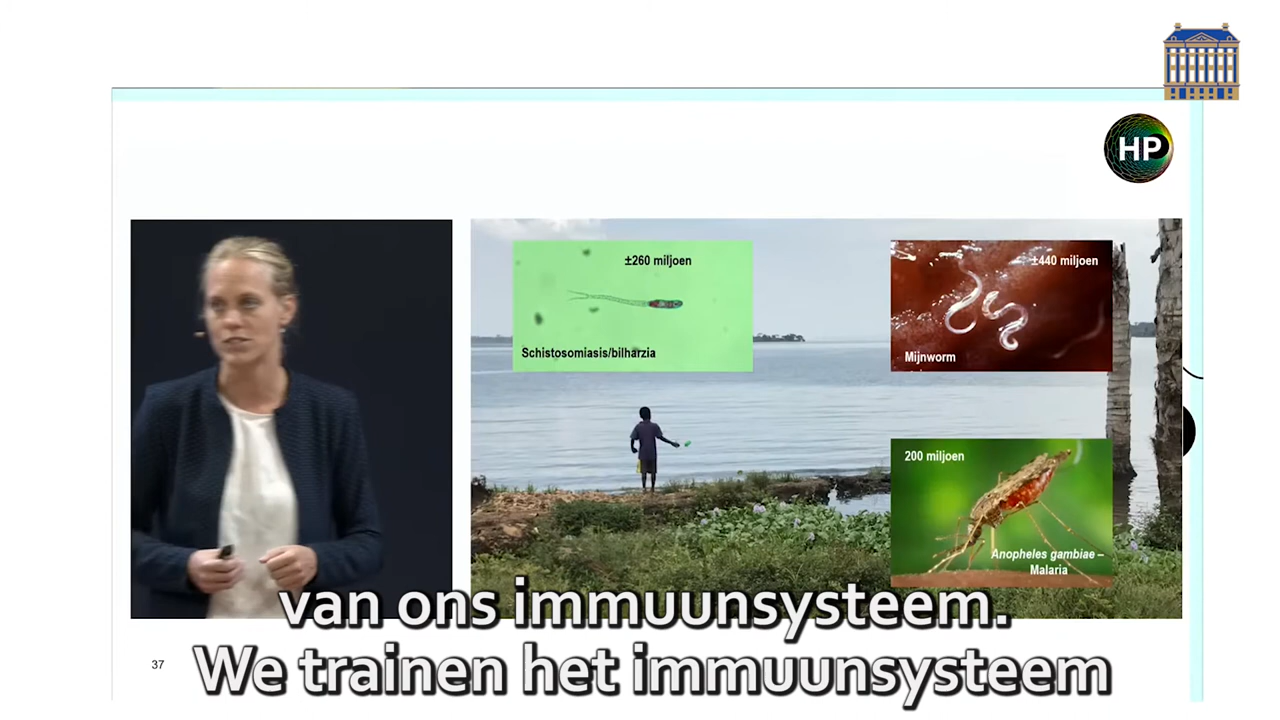 HP
±260 miljoen
Schistosomiasis/bilharzia
±440 miljoen
Mijnworm
200 miljoen
Anopheles gambiae –
Malaria
van ons immuunsysteem.
37
We trainen het immuunsysteem